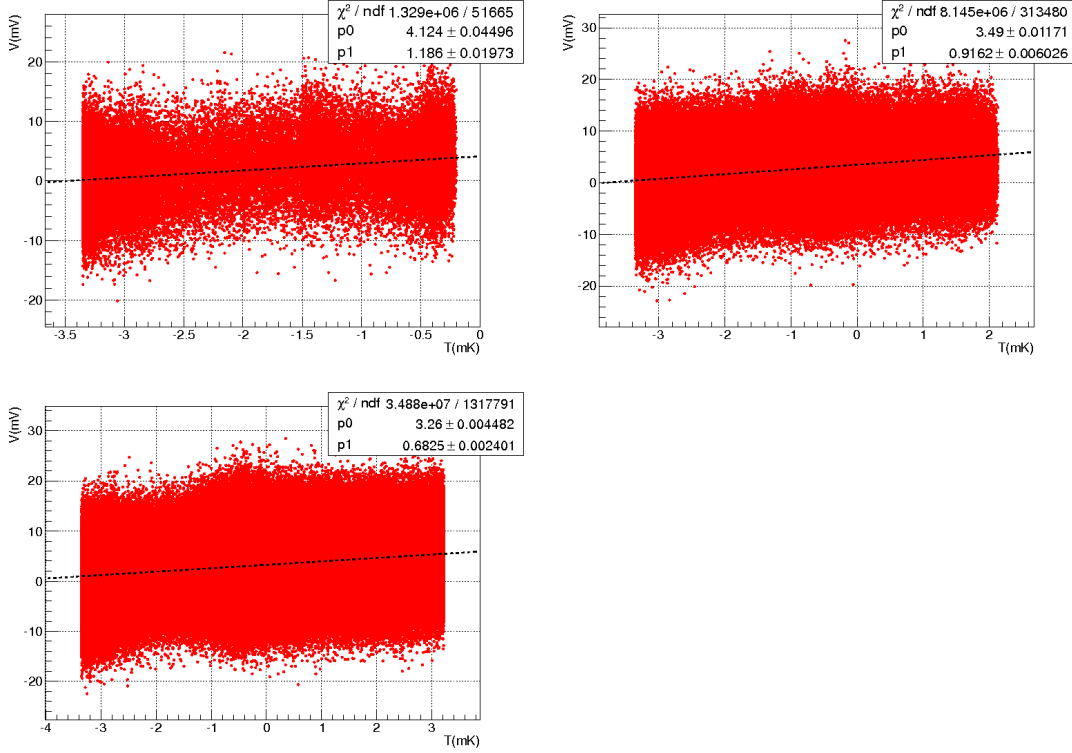 χ² / ndf 1.329e+06 / 51665
p0 4.124 ± 0.04496
p1 1.186 ± 0.01973
V(mV)
20
10
0
-10
-20
-3.5 -3 -2.5 -2 -1.5 -1 -0.5 0
T(mK)
χ² / ndf 8.145e+06 / 313480
p0 3.49 ± 0.01171
p1 0.9162 ± 0.006026
V(mV)
30
20
10
0
-10
-20
-3 -2 -1 0 1 2
T(mK)
χ² / ndf 3.488e+07 / 1317791
p0 3.26 ± 0.004482
p1 0.6825 ± 0.002401
V(mV)
30
20
10
0
-10
-20
-4 -3 -2 -1 0 1 2 3
T(mK)